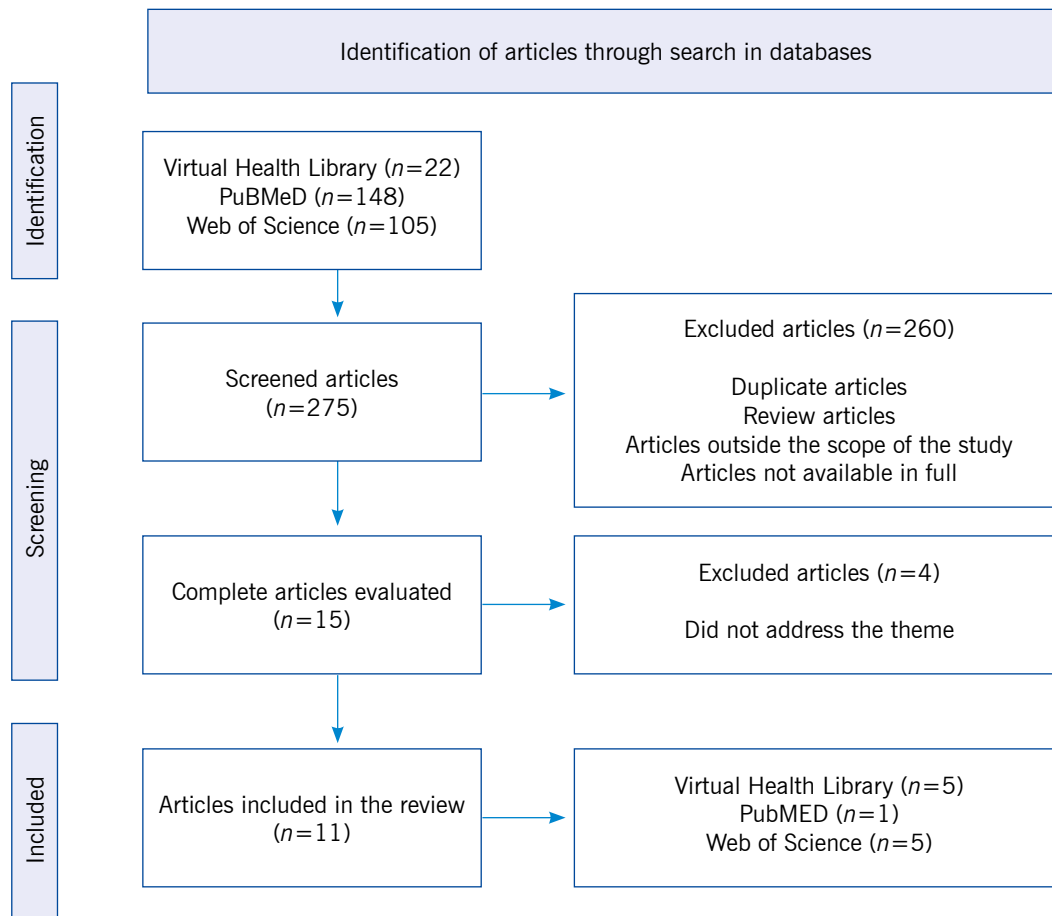 Identification of articles through search in databases
Identification
Virtual Health Library (n=22)
PuBMeD (n=148)
Web of Science (n=105)
Screening
Screened articles
(n=275)
Excluded articles (n=260)
Duplicate articles
Review articles
Articles outside the scope of the study
Articles not available in full
Complete articles evaluated
(n=15)
Excluded articles (n=4)
Did not address the theme
Included
Articles included in the review
(n=11)
Virtual Health Library (n=5)
PubMED (n=1)
Web of Science (n=5)